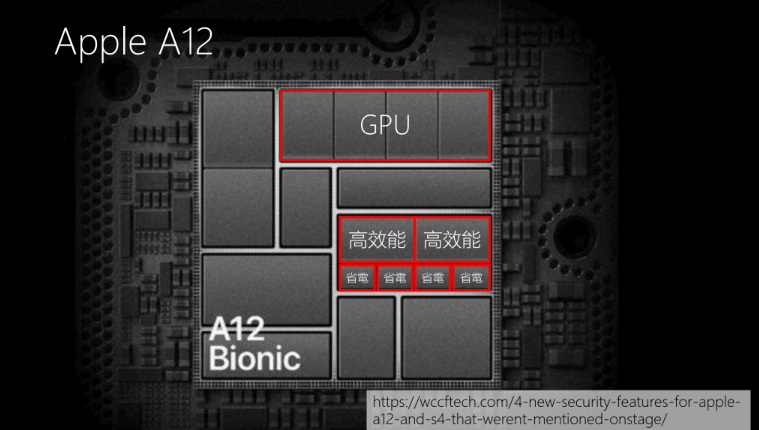 Apple A12
GPU
高效能 高效能
省電 省電 省電 省電
A12
Bionic
https://wccftech.com/4-new-security-features-for-apple-
a12-and-s4-that-werent-mentioned-onstage/